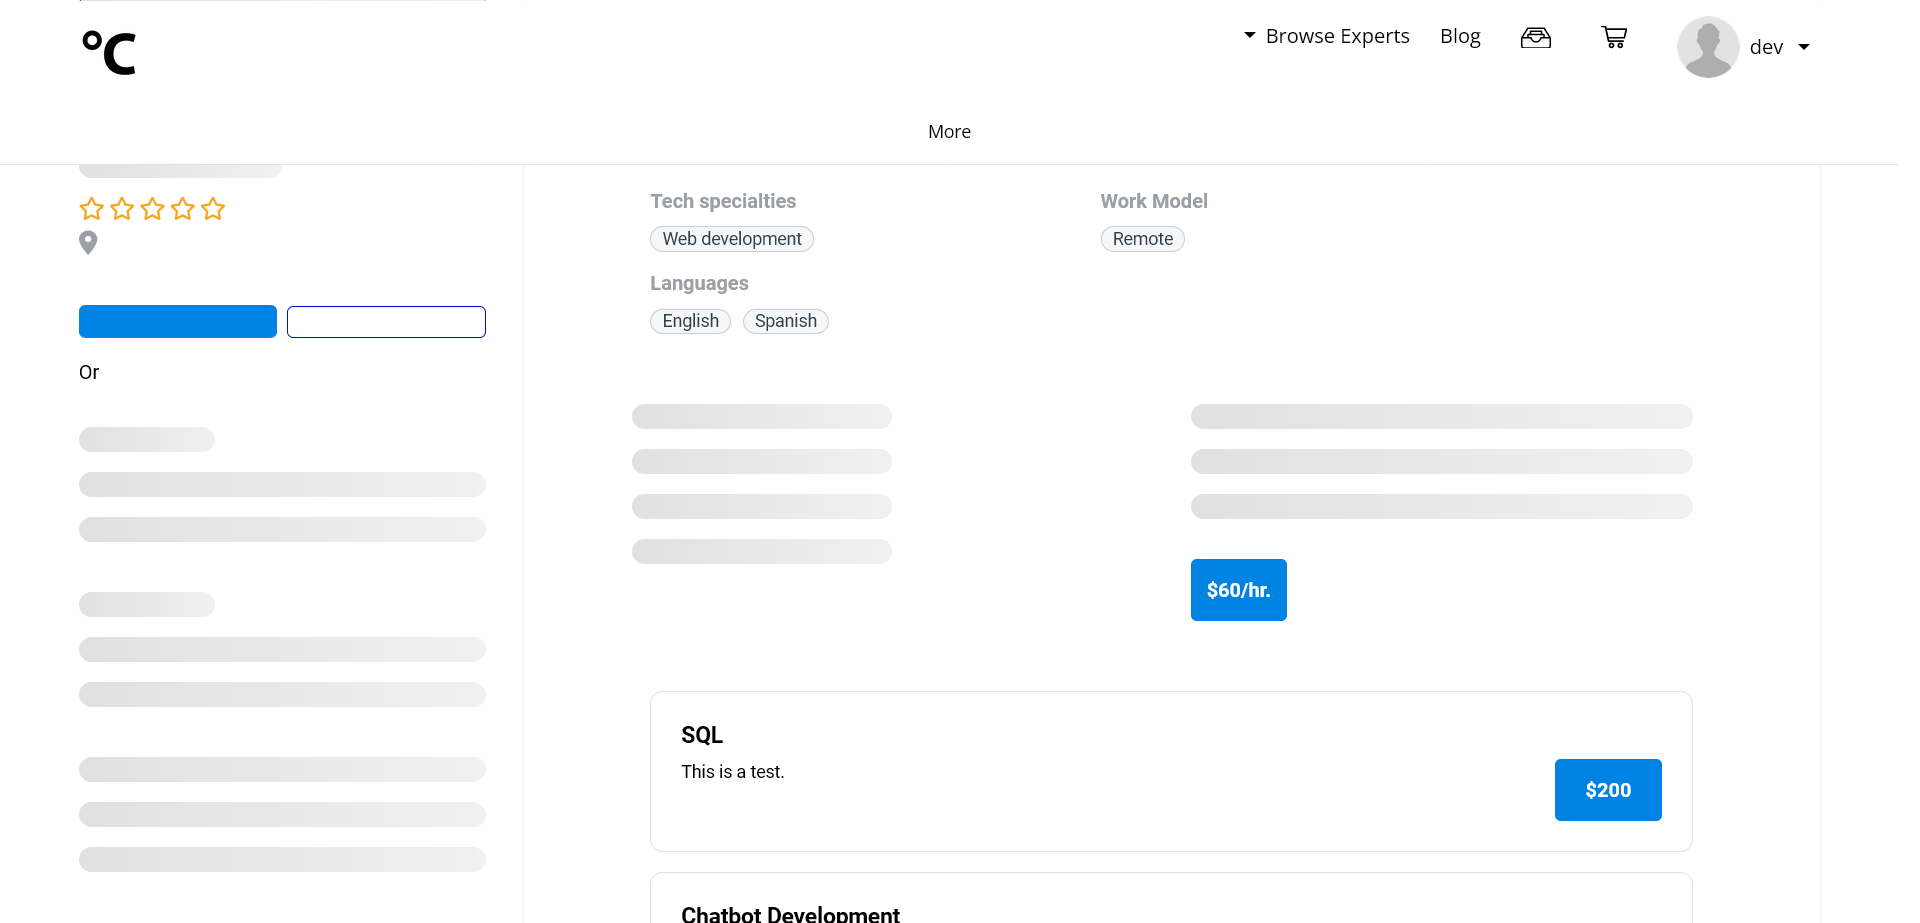 °C
Browse Experts
Blog
dev
More
Or
Tech specialties
Web development
Work Model
Remote
Languages
English
Spanish
$60/hr.
SQL
This is a test.
$200
Chatbot Development